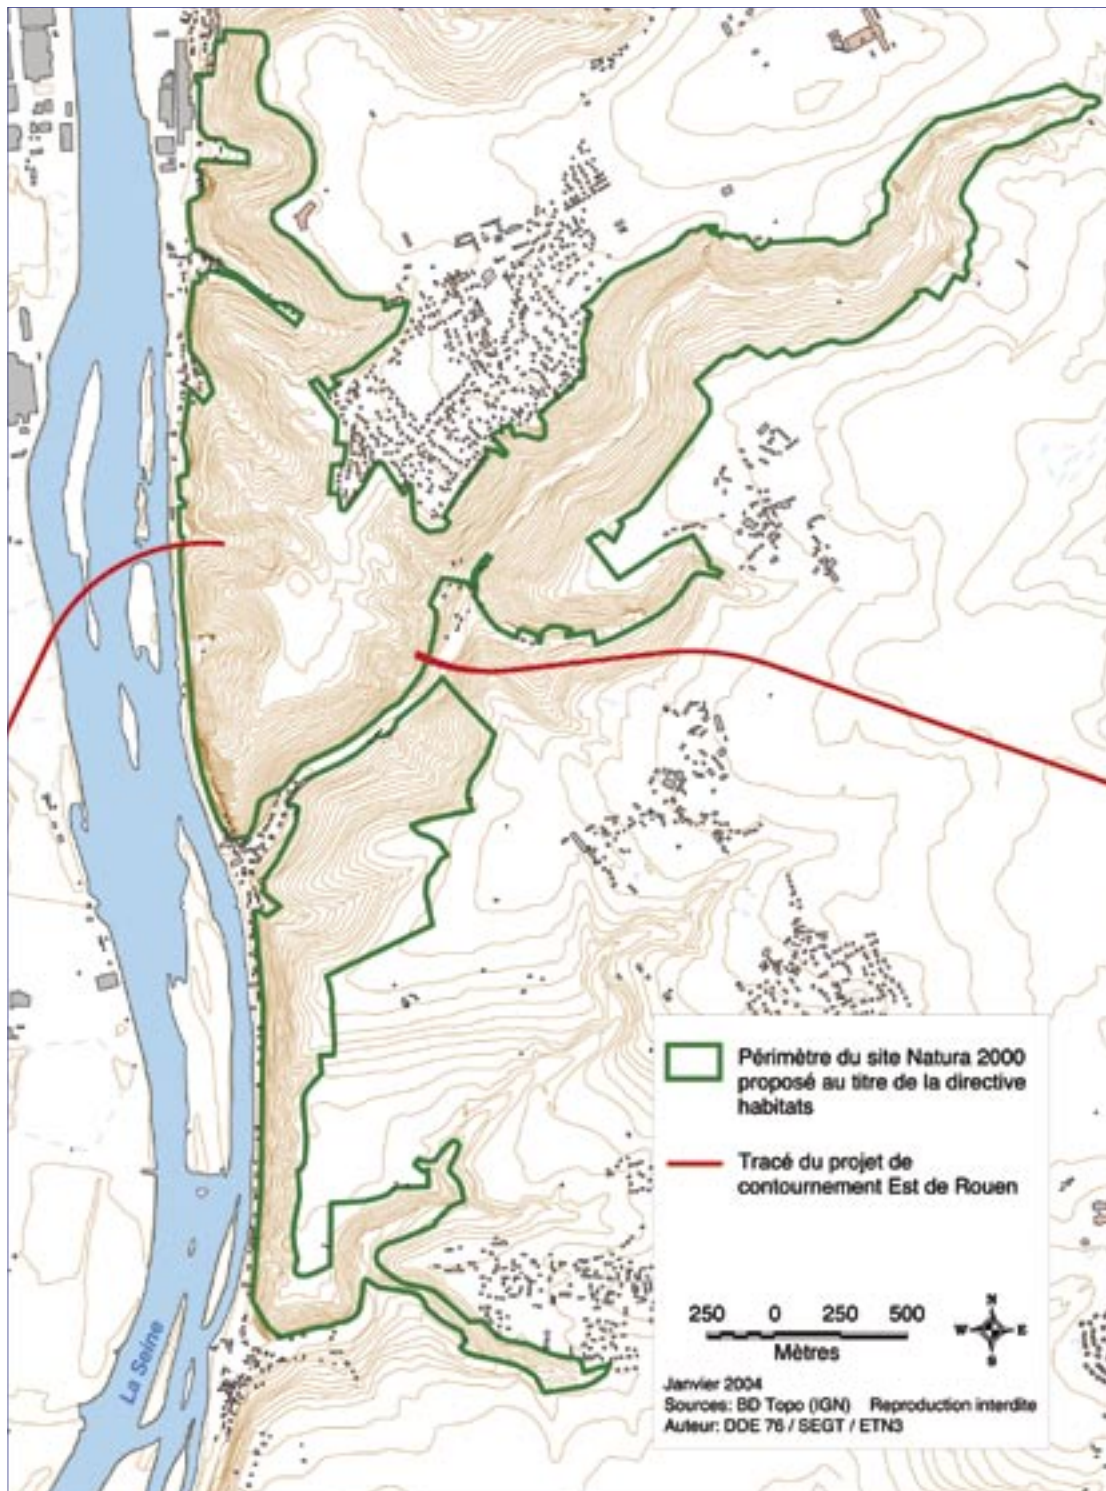 Périmètre du site Natura 2000
proposé au titre de la directive
habitats
Tracé du projet de
contournement Est de Rouen
250 0 250 500
Mètres
N
W E
S
Janvier 2004
Sources: BD Topo (IGN) Reproduction interdite
Auteur: DDE 76 / SEGT / ETN3
La Seine